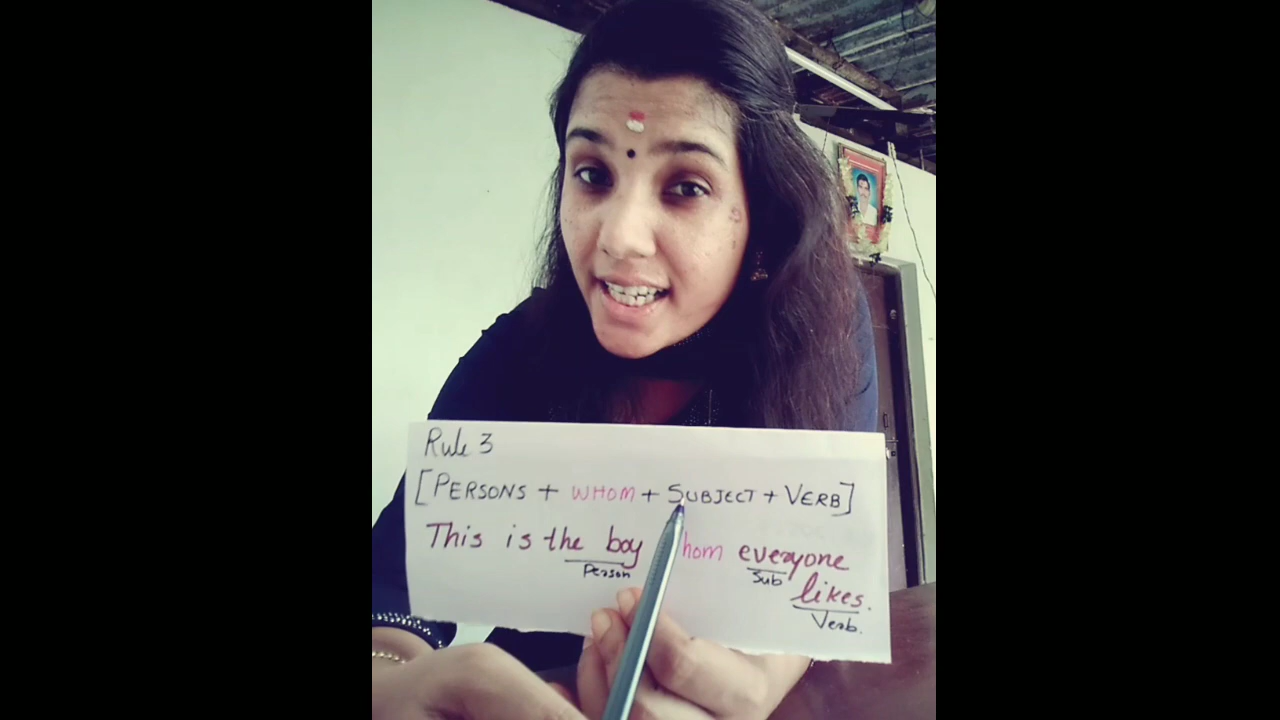 Rule 3
[PERSONS + WHOM + SUBJECT + VERB]
This is the boy hom everyone
Person Sub
likes.
Verb.